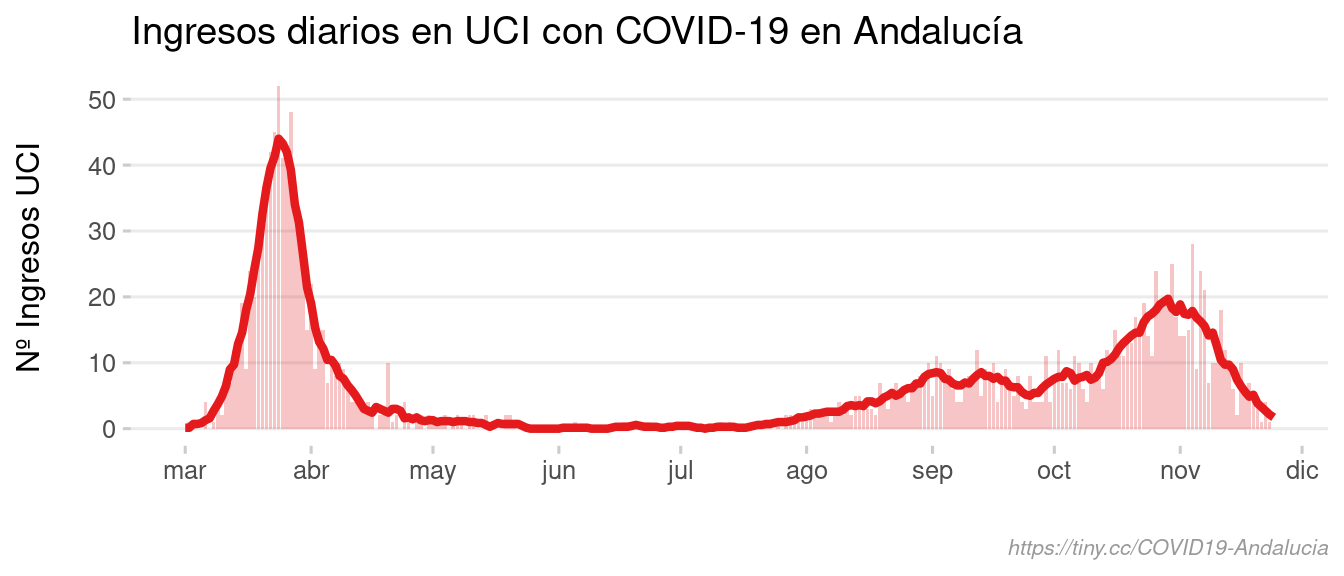 Ingresos diarios en UCI con COVID-19 en Andalucía
Nº Ingresos UCI
50
40
30
20
10
0
mar abr may jun jul ago sep oct nov dic
https://tiny.cc/COVID19-Andalucia